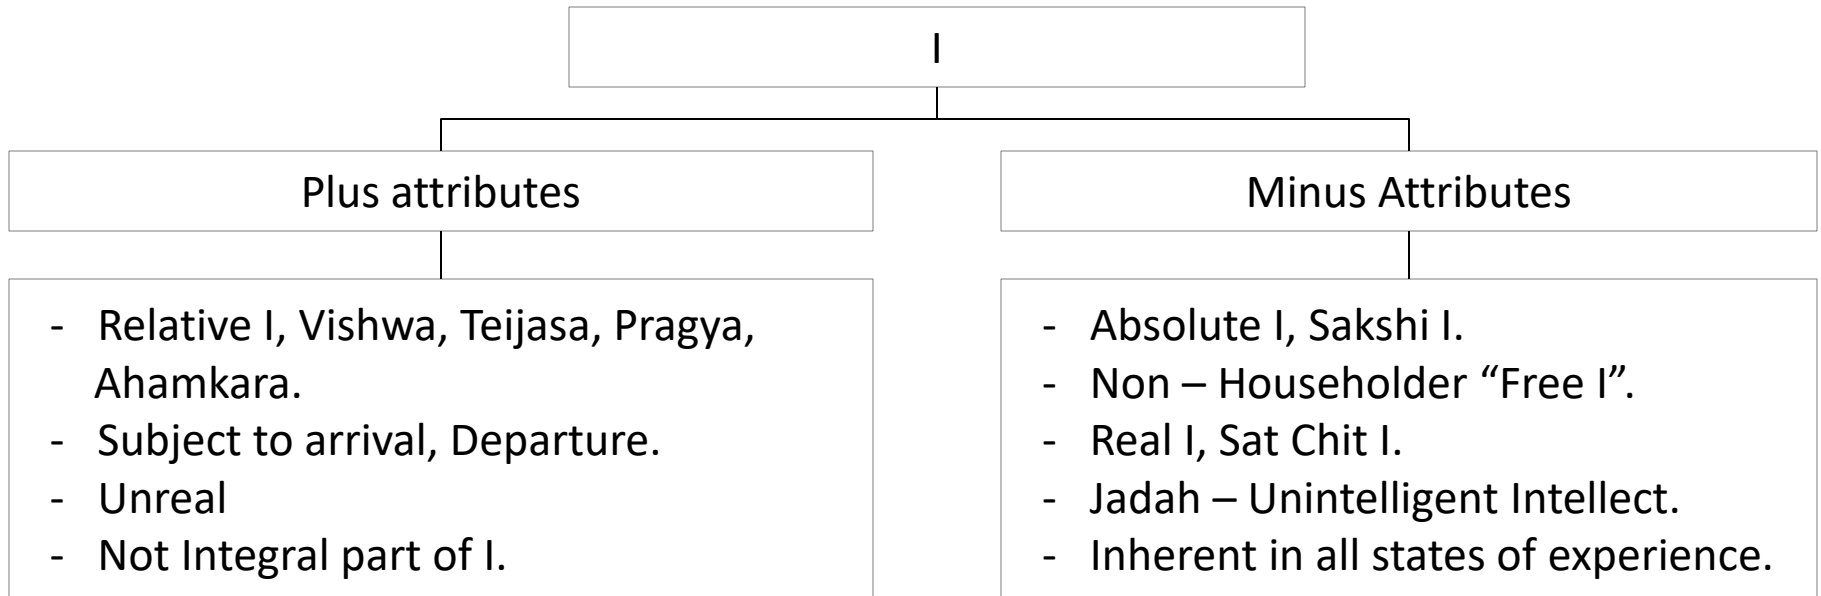 I
Plus attributes
Minus Attributes
- Relative I, Vishwa, Teijasa, Pragya,
Ahamkara.
- Subject to arrival, Departure.
- Unreal
- Not Integral part of I.
- Absolute I, Sakshi I.
- Non – Householder “Free I”.
- Real I, Sat Chit I.
- Jadah – Unintelligent Intellect.
- Inherent in all states of experience.